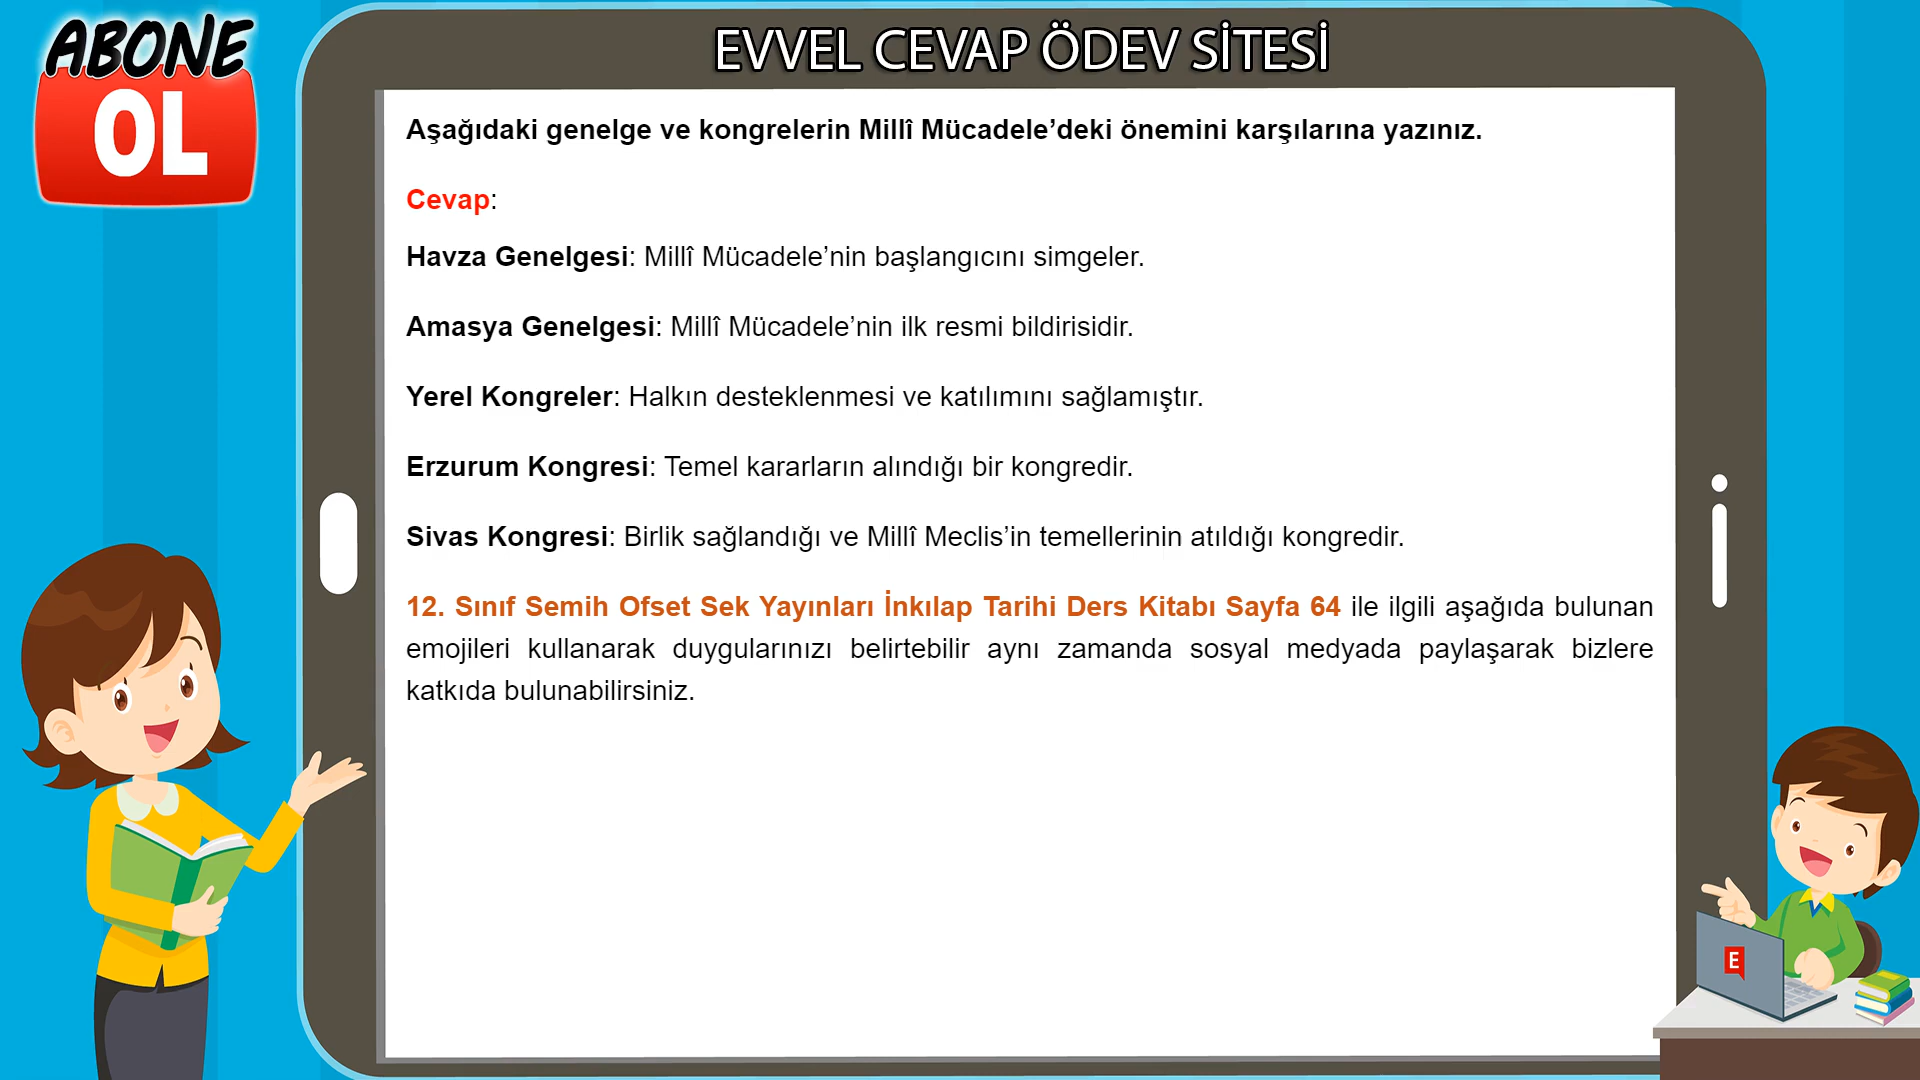 ABONE
OL
EVVEL CEVAP ÖDEV SİTESİ
Aşağıdaki genelge ve kongrelerin Millî Mücadele’deki önemini karşılarına yazınız.
Cevap:
Havza Genelgesi: Millî Mücadele’nin başlangıcını simgeler.
Amasya Genelgesi: Millî Mücadele’nin ilk resmi bildirisidir.
Yerel Kongreler: Halkın desteklenmesi ve katılımını sağlamıştır.
Erzurum Kongresi: Temel kararların alındığı bir kongredir.
Sivas Kongresi: Birlik sağlandığı ve Millî Meclis’in temellerinin atıldığı kongredir.
12. Sınıf Semih Ofset Sek Yayınları İnkılap Tarihi Ders Kitabı Sayfa 64 ile ilgili aşağıda bulunan
emojileri kullanarak duygularınızı belirtebilir aynı zamanda sosyal medyada paylaşarak bizlere
katkıda bulunabilirsiniz.
E